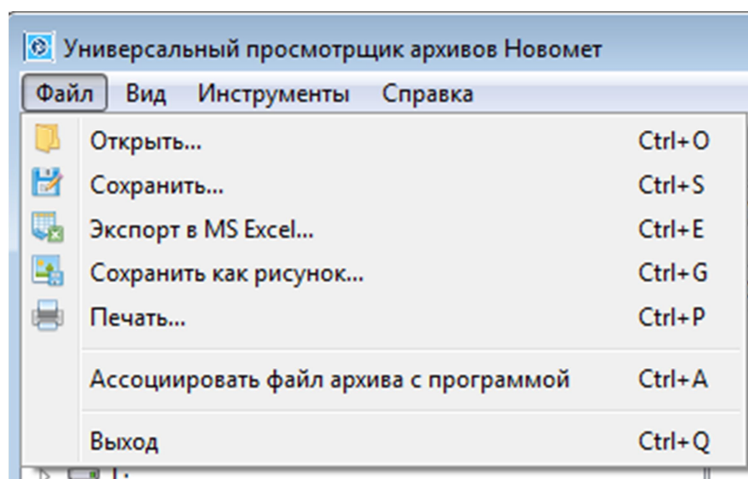 Универсальный просмотрщик архивов Новомет
Файл Вид Инструменты Справка
Открыть... Ctrl+O
Сохранить... Ctrl+S
Экспорт в MS Excel... Ctrl+E
Сохранить как рисунок... Ctrl+G
Печать... Ctrl+P
Ассоциировать файл архива с программой Ctrl+A
Выход Ctrl+Q